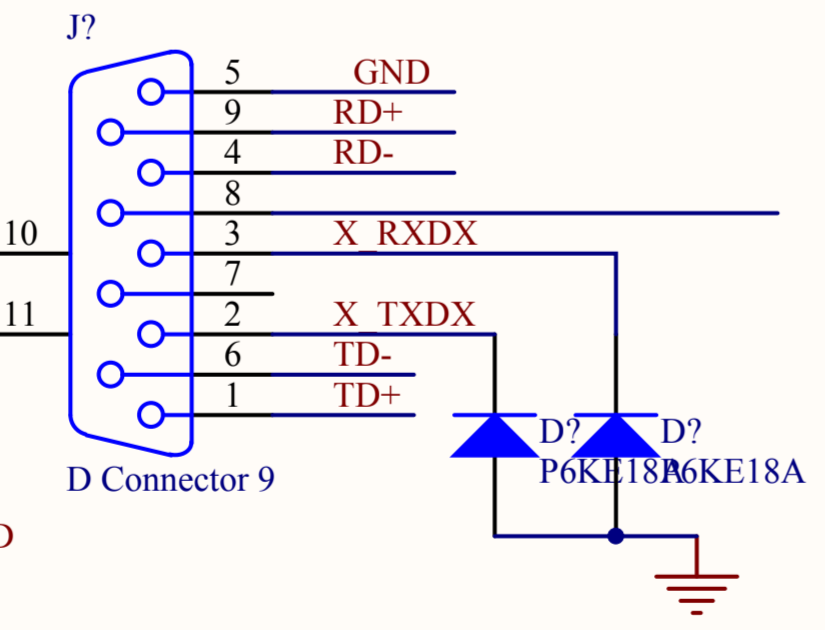 J?
5 GND
9 RD+
4 RD-
8
10
3 X_RXDX
7
11
2 X_TXDX
6 TD-
1 TD+
D? D?
P6KE18A P6KE18A
D Connector 9